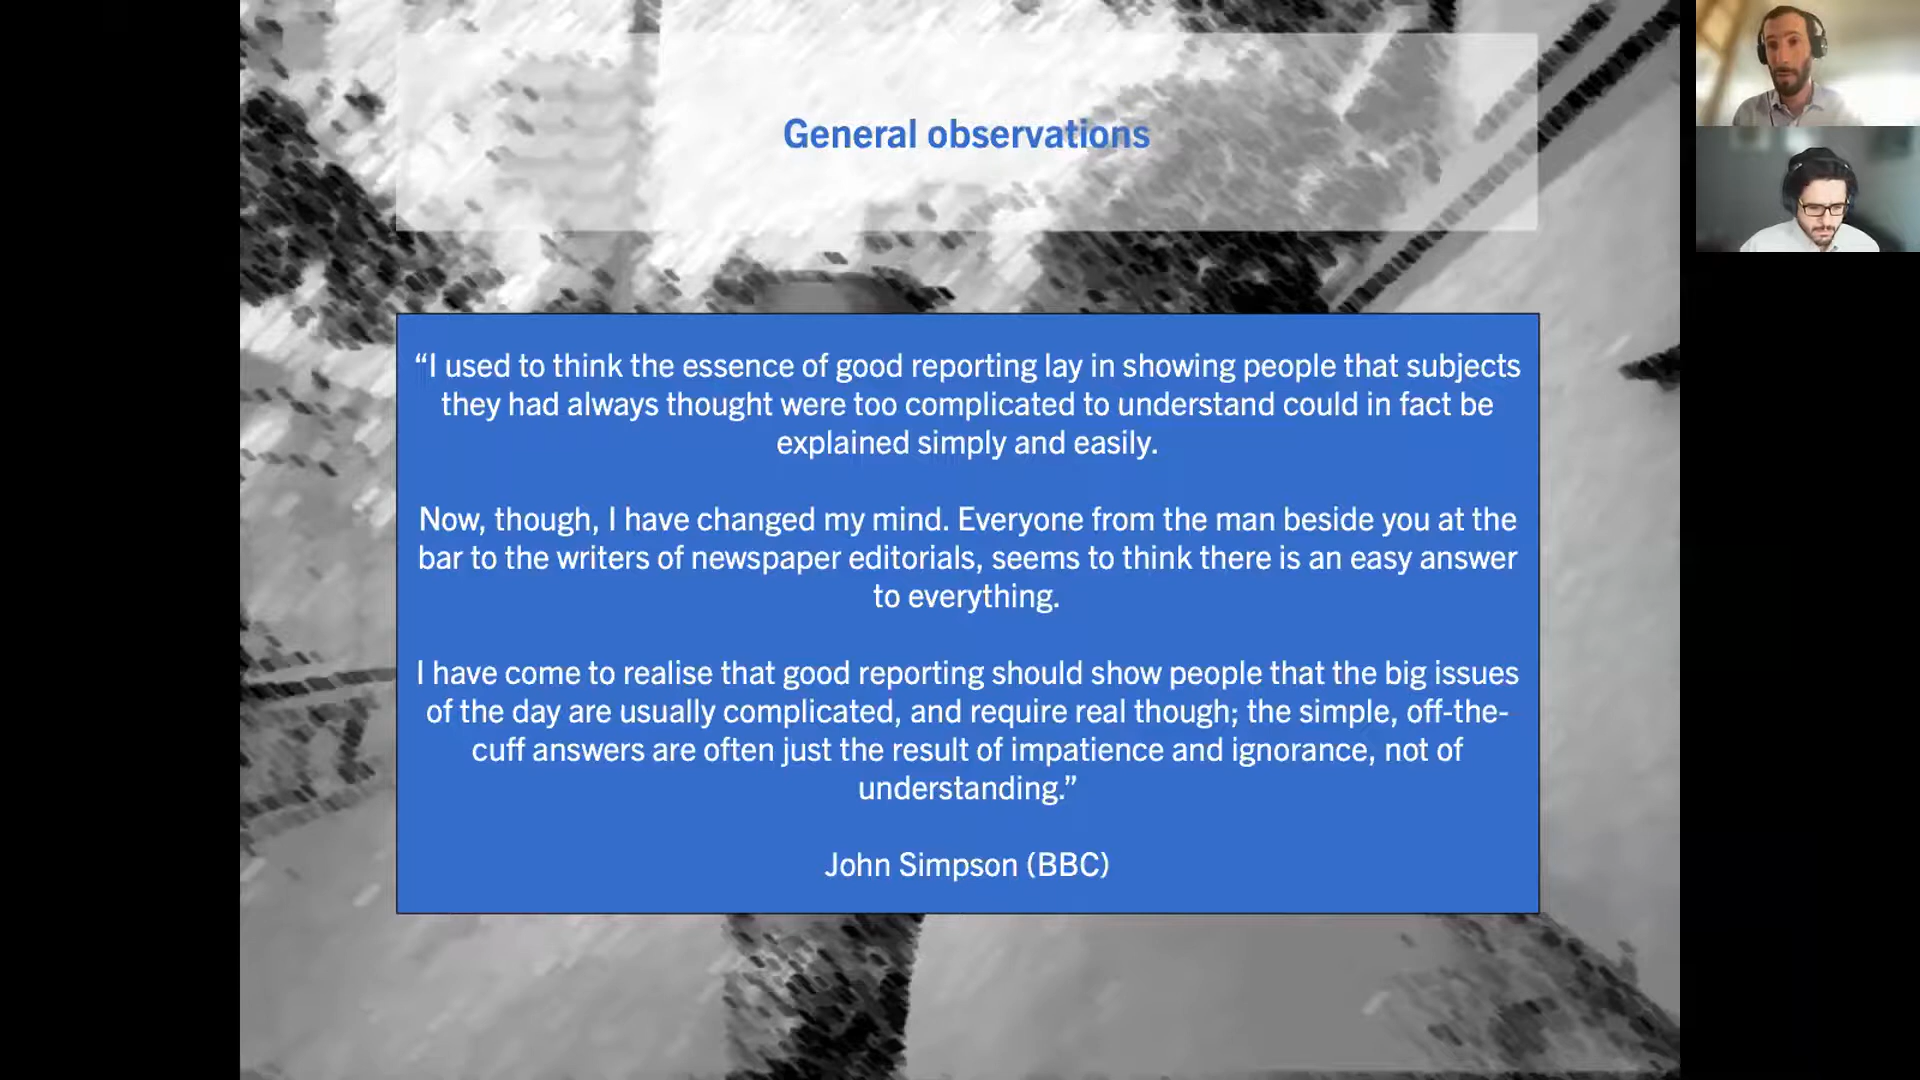 General observations
“I used to think the essence of good reporting lay in showing people that subjects
they had always thought were too complicated to understand could in fact be
explained simply and easily.
Now, though, I have changed my mind. Everyone from the man beside you at the
bar to the writers of newspaper editorials, seems to think there is an easy answer
to everything.
I have come to realise that good reporting should show people that the big issues
of the day are usually complicated, and require real though; the simple, off-the-
cuff answers are often just the result of impatience and ignorance, not of
understanding.”
John Simpson (BBC)